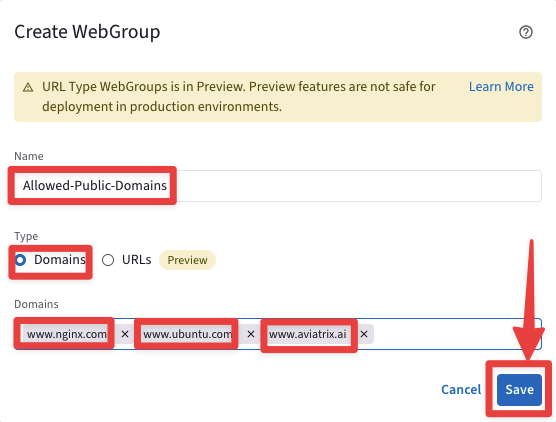 Create WebGroup
URL Type WebGroups is in Preview. Preview features are not safe for
deployment in production environments.
Learn More
Name
Allowed-Public-Domains
Type
Domains URLs Preview
Domains
www.nginx.com × www.ubuntu.com × www.aviatrix.ai ×
Cancel Save